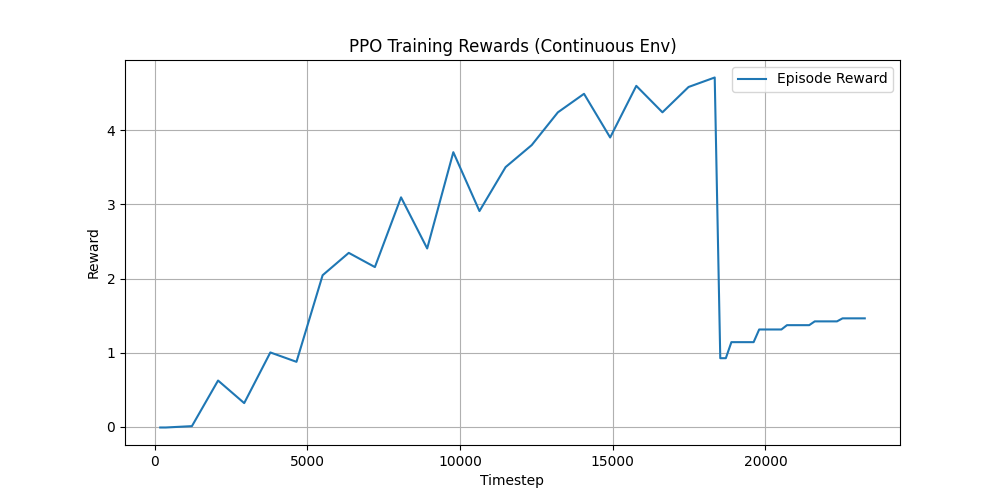 PPO Training Rewards (Continuous Env)
Episode Reward
Reward
4
3
2
1
0
0 5000 10000 15000 20000
Timestep